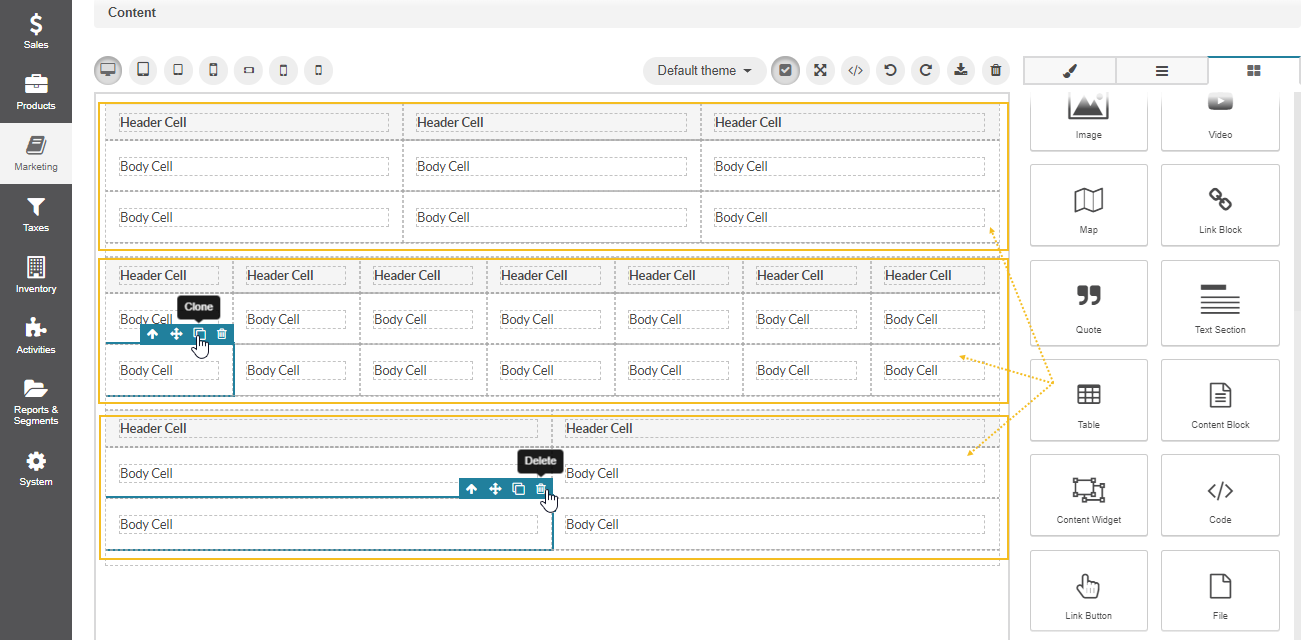 Content
Sales
Products
Marketing
Taxes
Inventory
Activities
Reports &
Segments
System
Default theme
Header Cell Header Cell Header Cell
Body Cell Body Cell Body Cell
Body Cell Body Cell Body Cell
Header Cell Header Cell Header Cell Header Cell Header Cell Header Cell Header Cell
Clone
Body Cell Body Cell Body Cell Body Cell Body Cell Body Cell Body Cell
Body Cell Body Cell Body Cell Body Cell Body Cell Body Cell Body Cell
Header Cell Header Cell
Delete
Body Cell Body Cell
Body Cell Body Cell
Image Video
Map Link Block
Quote Text Section
Table Content Block
Content Widget Code
Link Button File